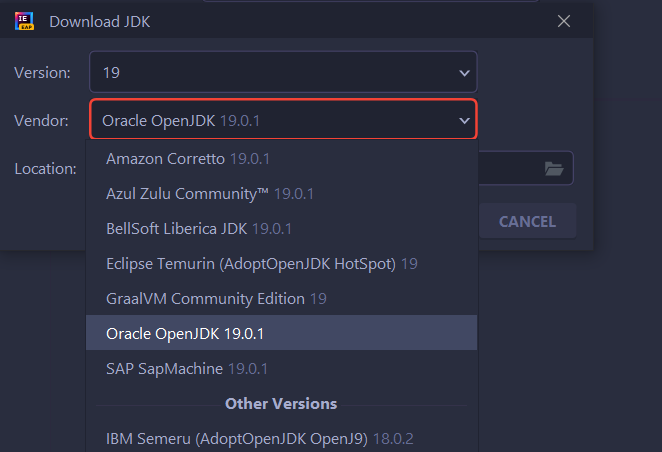 IE
EAP
Download JDK
Version: 19
Vendor: Oracle OpenJDK 19.0.1
Amazon Corretto 19.0.1
Location:
Azul Zulu Community™ 19.0.1
BellSoft Liberica JDK 19.0.1
CANCEL
Eclipse Temurin (AdoptOpenJDK HotSpot) 19
GraalVM Community Edition 19
Oracle OpenJDK 19.0.1
SAP SapMachine 19.0.1
Other Versions
IBM Semeru (AdoptOpenJDK OpenJ9) 18.0.2